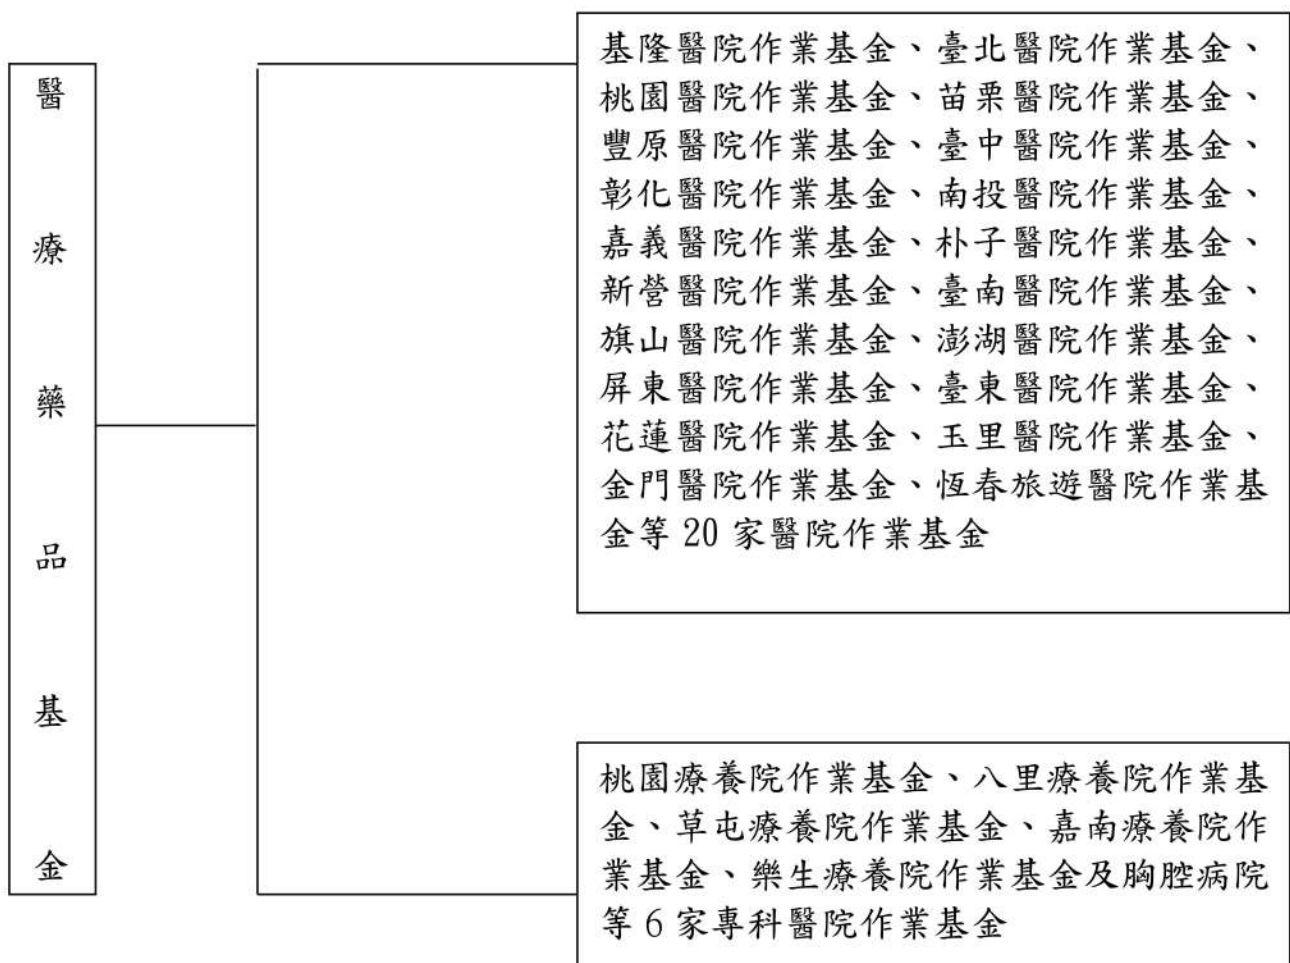 醫療藥品基金
基隆醫院作業基金、臺北醫院作業基金、
桃園醫院作業基金、苗栗醫院作業基金、
豐原醫院作業基金、臺中醫院作業基金、
彰化醫院作業基金、南投醫院作業基金、
嘉義醫院作業基金、朴子醫院作業基金、
新營醫院作業基金、臺南醫院作業基金、
旗山醫院作業基金、澎湖醫院作業基金、
屏東醫院作業基金、臺東醫院作業基金、
花蓮醫院作業基金、玉里醫院作業基金、
金門醫院作業基金、恆春旅遊醫院作業基
金等 20 家醫院作業基金
桃園療養院作業基金、八里療養院作業基
金、草屯療養院作業基金、嘉南療養院作
業基金、樂生療養院作業基金及胸腔病院
等 6 家專科醫院作業基金